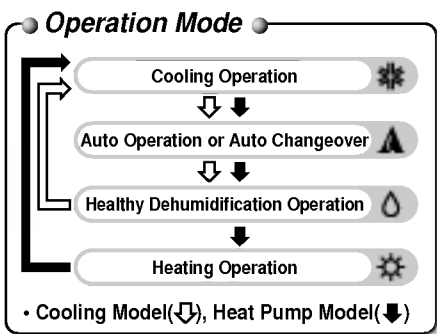 Operation Mode
Cooling Operation
Auto Operation or Auto Changeover
Healthy Dehumidification Operation
Heating Operation
• Cooling Model(⇩), Heat Pump Model(⬇)